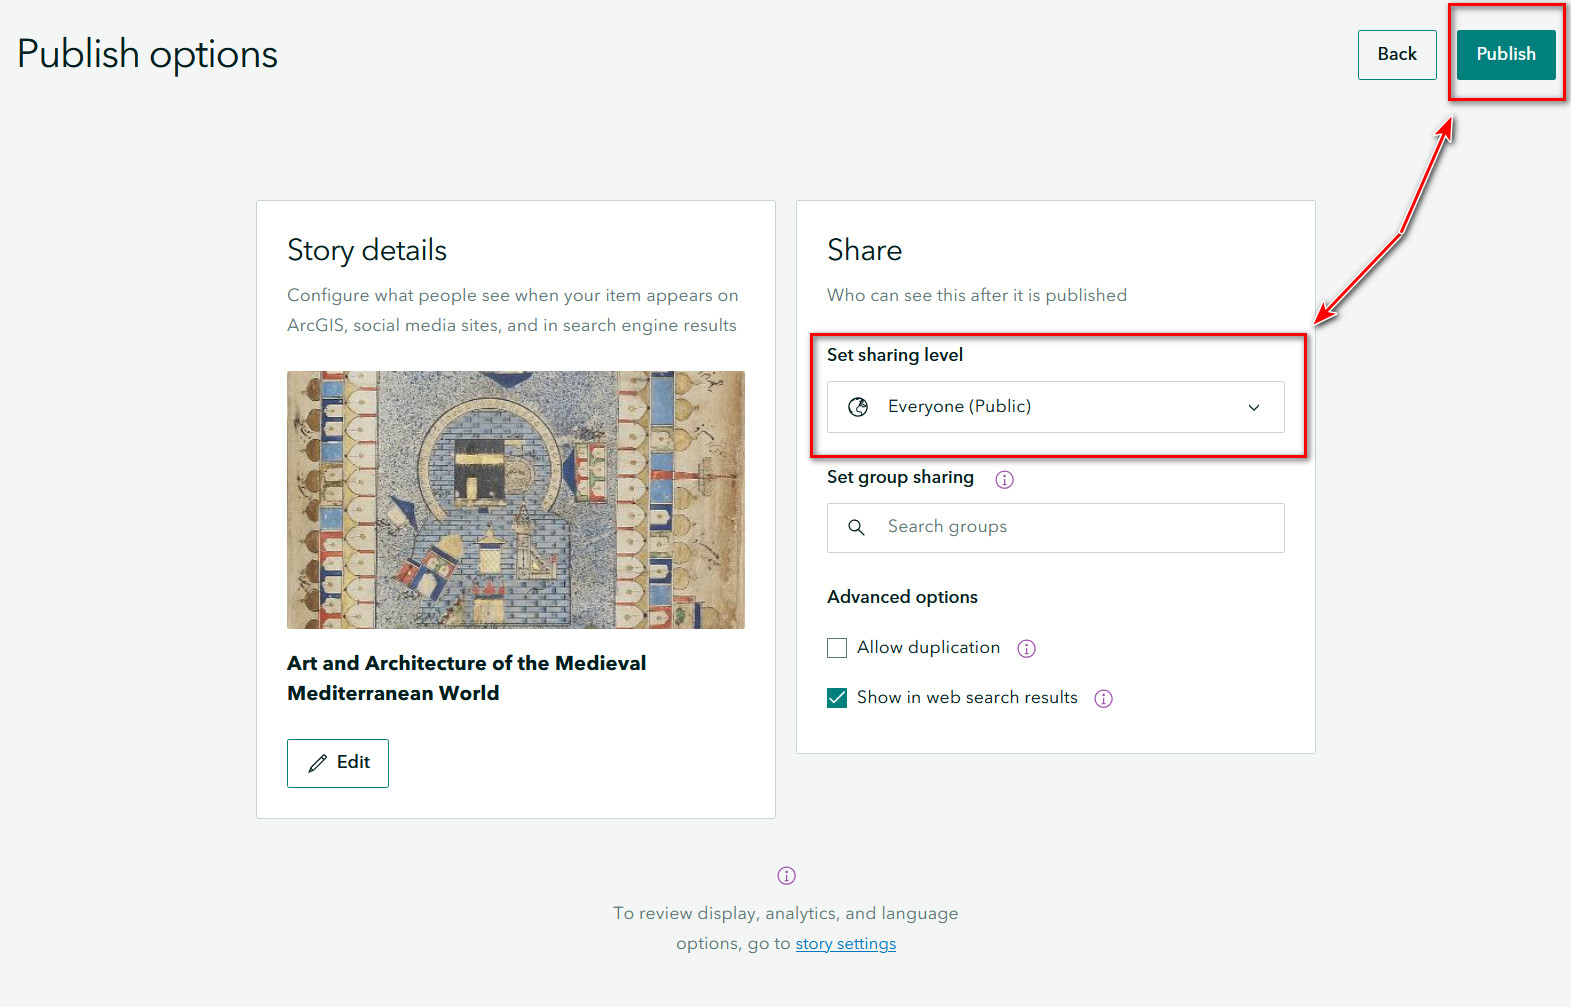 Publish options
Back
Publish
Story details
Configure what people see when your item appears on
ArcGIS, social media sites, and in search engine results
Art and Architecture of the Medieval
Mediterranean World
Edit
Share
Who can see this after it is published
Set sharing level
Everyone (Public)
Set group sharing
Search groups
Advanced options
Allow duplication
Show in web search results
To review display, analytics, and language
options, go to story settings